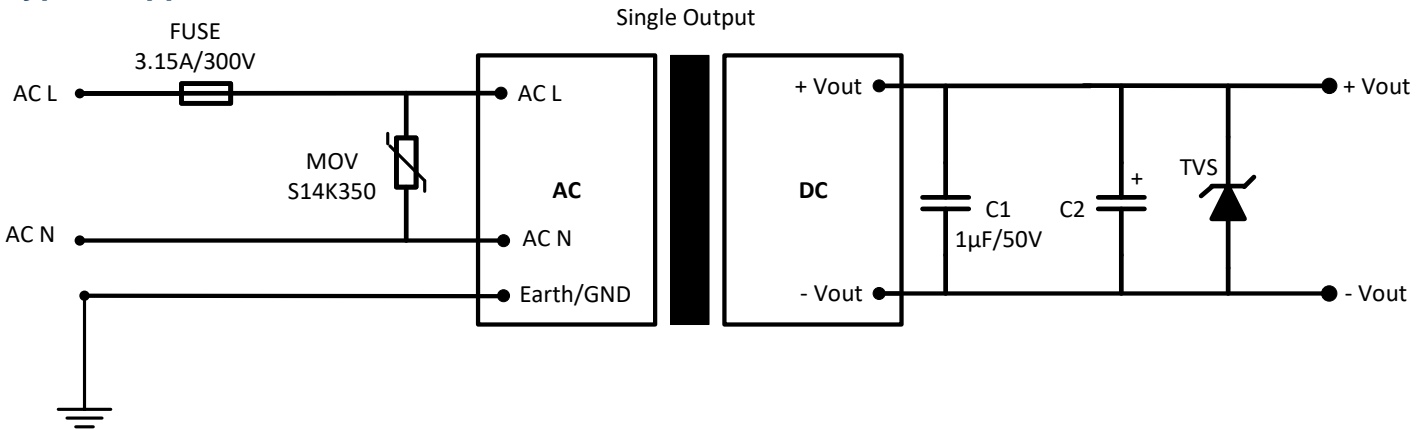 Single Output
FUSE
3.15A/300V
AC L
AC L
+ Vout
+ Vout
MOV
S14K350
AC
DC
TVS
+
C1
1µF/50V
C2
AC N
AC N
Earth/GND
- Vout
- Vout